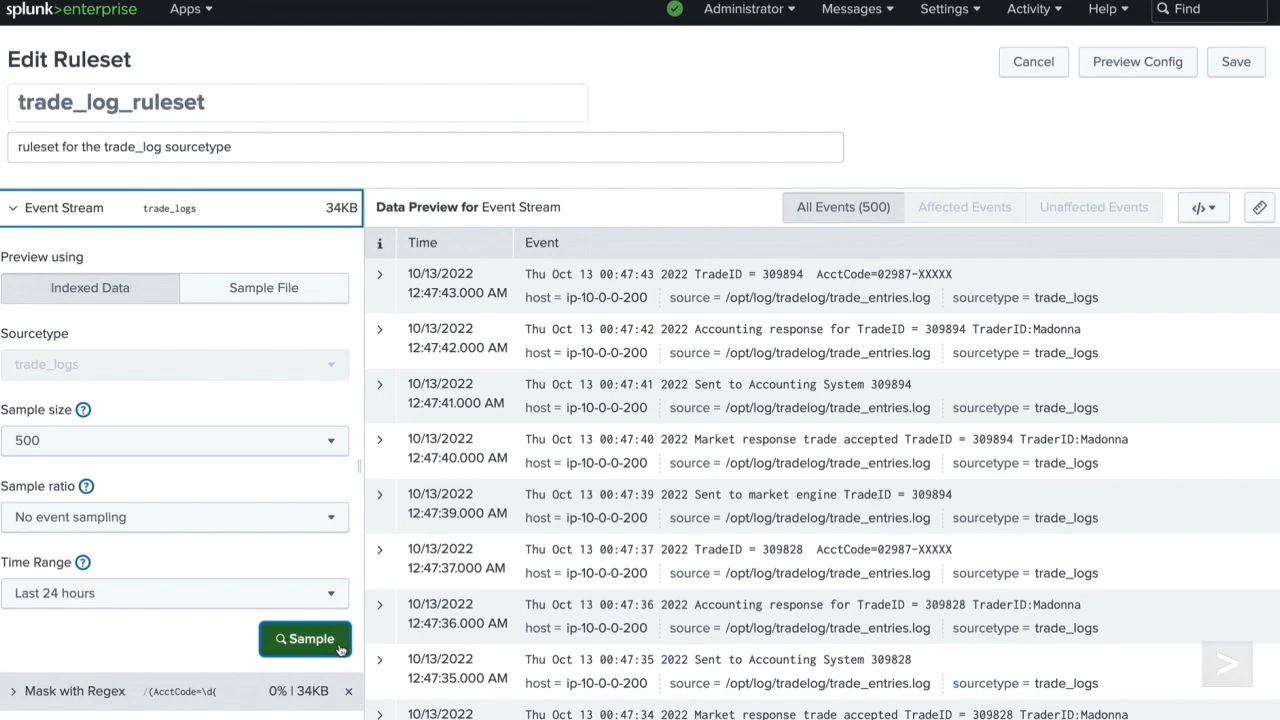 splunk>enterprise Apps Administrator Messages Settings Activity Help Find
Edit Ruleset
Cancel Preview Config Save
trade_log_ruleset
ruleset for the trade_log sourcetype
Event Stream trade_logs 34KB
Data Preview for Event Stream All Events (500) Affected Events Unaffected Events </>
i Time Event
Preview using
Indexed Data Sample File
Sourcetype
trade_logs
Sample size ?
500
Sample ratio ?
No event sampling
Time Range ?
Last 24 hours
Sample
Mask with Regex /(AcctCode=\d{ 0% | 34KB ×
10/13/2022 Thu Oct 13 00:47:43 2022 TradeID = 309894 AcctCode=02987-XXXXX
12:47:43.000 AM host = ip-10-0-0-200 source = /opt/log/tradelog/trade_entries.log sourcetype = trade_logs
10/13/2022 Thu Oct 13 00:47:42 2022 Accounting response for TradeID = 309894 TraderID:Madonna
12:47:42.000 AM host = ip-10-0-0-200 source = /opt/log/tradelog/trade_entries.log sourcetype = trade_logs
10/13/2022 Thu Oct 13 00:47:41 2022 Sent to Accounting System 309894
12:47:41.000 AM host = ip-10-0-0-200 source = /opt/log/tradelog/trade_entries.log sourcetype = trade_logs
10/13/2022 Thu Oct 13 00:47:40 2022 Market response trade accepted TradeID = 309894 TraderID:Madonna
12:47:40.000 AM host = ip-10-0-0-200 source = /opt/log/tradelog/trade_entries.log sourcetype = trade_logs
10/13/2022 Thu Oct 13 00:47:39 2022 Sent to market engine TradeID = 309894
12:47:39.000 AM host = ip-10-0-0-200 source = /opt/log/tradelog/trade_entries.log sourcetype = trade_logs
10/13/2022 Thu Oct 13 00:47:37 2022 TradeID = 309828 AcctCode=02987-XXXXX
12:47:37.000 AM host = ip-10-0-0-200 source = /opt/log/tradelog/trade_entries.log sourcetype = trade_logs
10/13/2022 Thu Oct 13 00:47:36 2022 Accounting response for TradeID = 309828 TraderID:Madonna
12:47:36.000 AM host = ip-10-0-0-200 source = /opt/log/tradelog/trade_entries.log sourcetype = trade_logs
10/13/2022 Thu Oct 13 00:47:35 2022 Sent to Accounting System 309828
12:47:35.000 AM host = ip-10-0-0-200 source = /opt/log/tradelog/trade_entries.log sourcetype = trade_logs
10/13/2022 Thu Oct 13 00:47:34 2022 Market response trade accepted TradeID = 309828 TraderID:Madonna